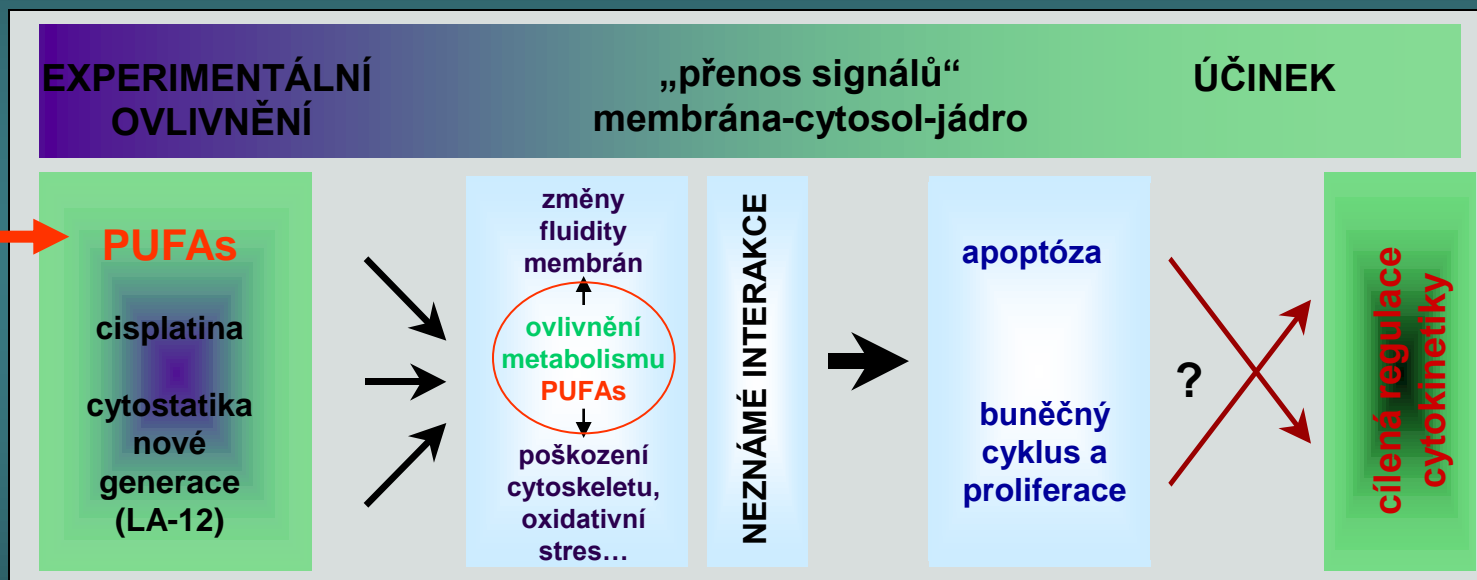 EXPERIMENTÁLNÍ
OVLIVNĚNÍ
„přenos signálů“
membrána-cytosol-jádro
ÚČINEK
PUFAs
cisplatina
cytostatika
nové
generace
(LA-12)
změny
fluidity
membrán
ovlivnění
metabolismu
PUFAs
poškození
cytoskeletu,
oxidativní
stres…
NEZNÁMÉ INTERAKCE
apoptóza
buněčný
cyklus a
proliferace
?
cílená regulace
cytokinetiky